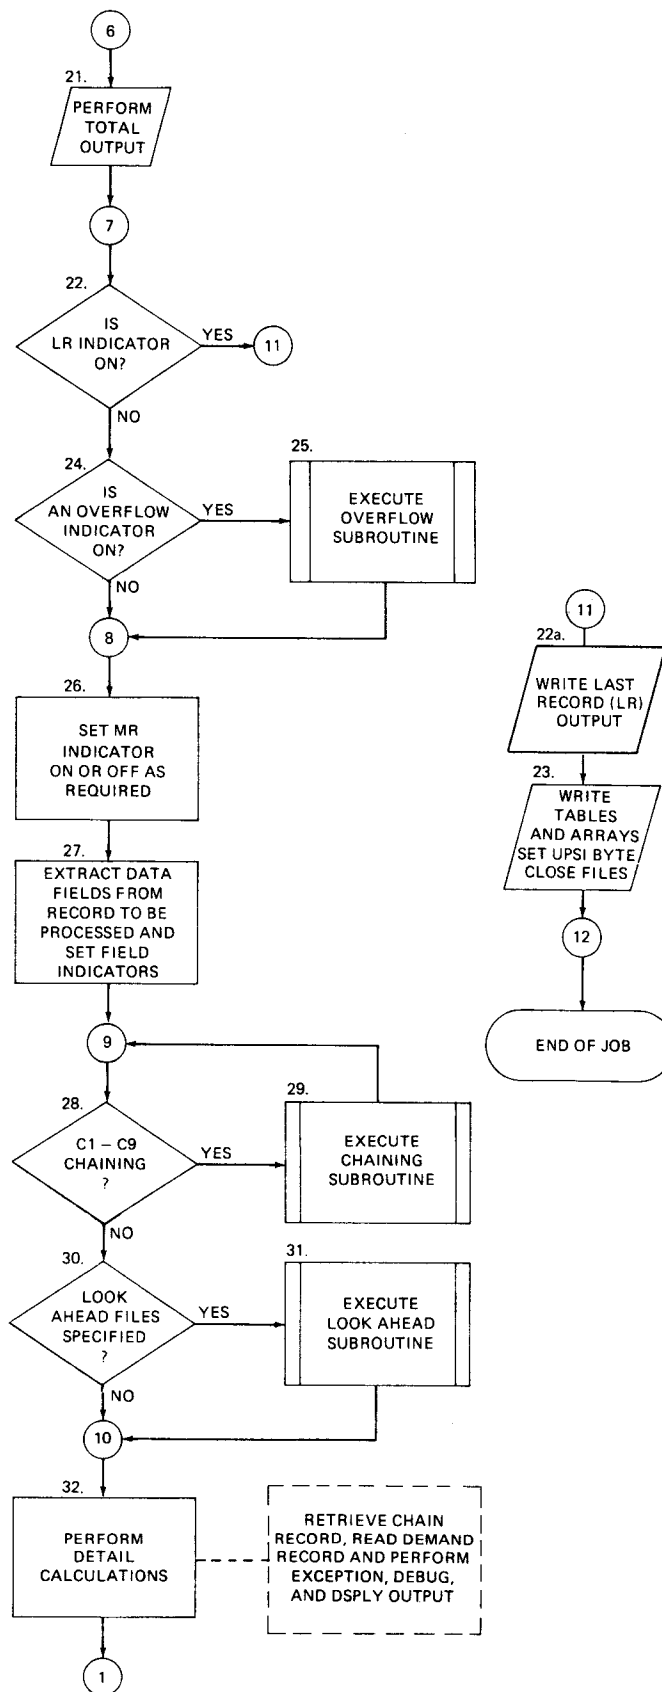 6
21.
PERFORM
TOTAL
OUTPUT
7
22.
IS
LR INDICATOR
ON?
YES
11
NO
24.
IS
AN OVERFLOW
INDICATOR
ON?
YES
25.
EXECUTE
OVERFLOW
SUBROUTINE
NO
8
26.
SET MR
INDICATOR
ON OR OFF AS
REQUIRED
27.
EXTRACT DATA
FIELDS FROM
RECORD TO BE
PROCESSED AND
SET FIELD
INDICATORS
9
28.
C1 – C9
CHAINING
?
YES
29.
EXECUTE
CHAINING
SUBROUTINE
NO
30.
LOOK
AHEAD FILES
SPECIFIED
?
YES
31.
EXECUTE
LOOK AHEAD
SUBROUTINE
NO
10
32.
PERFORM
DETAIL
CALCULATIONS
RETRIEVE CHAIN
RECORD, READ DEMAND
RECORD AND PERFORM
EXCEPTION, DEBUG,
AND DSPLY OUTPUT
1
11
22a.
WRITE LAST
RECORD (LR)
OUTPUT
23.
WRITE
TABLES
AND ARRAYS
SET UPSI BYTE
CLOSE FILES
12
END OF JOB